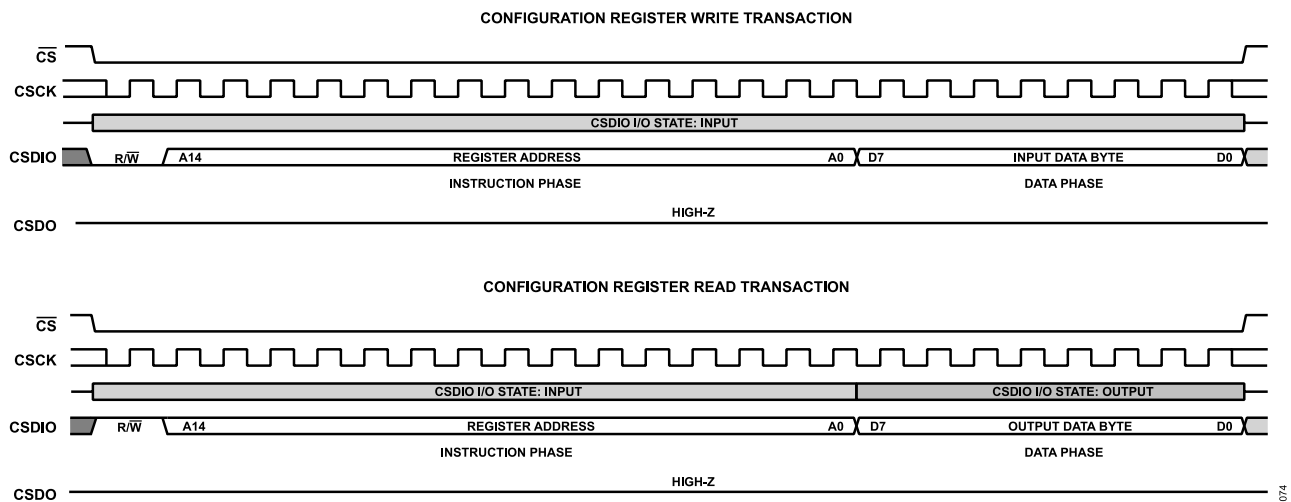 CONFIGURATION REGISTER WRITE TRANSACTION
CS
CSCK
CSDIO I/O STATE: INPUT
CSDIO R/W A14 REGISTER ADDRESS A0 D7 INPUT DATA BYTE D0
INSTRUCTION PHASE DATA PHASE
HIGH-Z
CSDO
CONFIGURATION REGISTER READ TRANSACTION
CS
CSCK
CSDIO I/O STATE: INPUT CSDIO I/O STATE: OUTPUT
CSDIO R/W A14 REGISTER ADDRESS A0 D7 OUTPUT DATA BYTE D0
INSTRUCTION PHASE DATA PHASE
HIGH-Z
CSDO
074